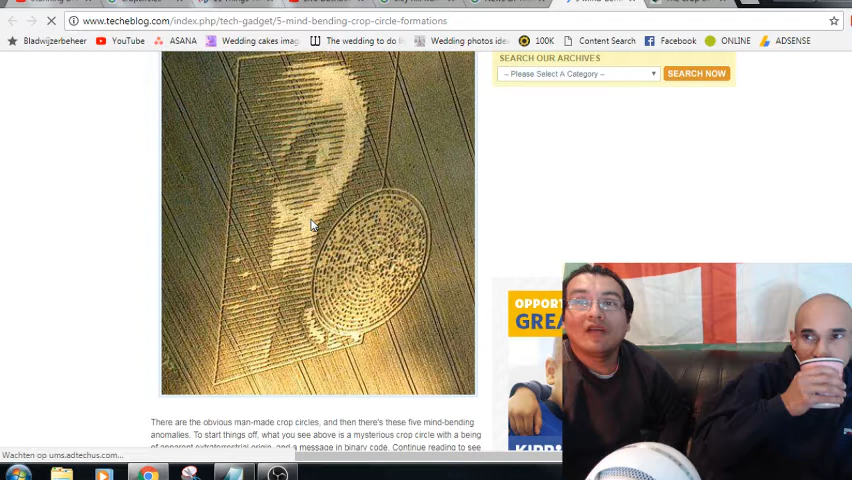 www.techeblog.com/index.php/tech-gadget/5-mind-bending-crop-circle-formations
Bladwijzerbeheer YouTube ASANA Wedding cakes imag The wedding to do li Wedding photos ide 100K Content Search Facebook ONLINE ADSENSE
SEARCH OUR ARCHIVES
-- Please Select A Category -- SEARCH NOW
OPPORT
GREA
There are the obvious man-made crop circles, and then there's these five mind-bending
anomalies. To start things off, what you see above is a mysterious crop circle with a being
of apparent extraterrestrial origin, and a message in binary code. Continue reading to see
Wachten op ums.adtechus.com...